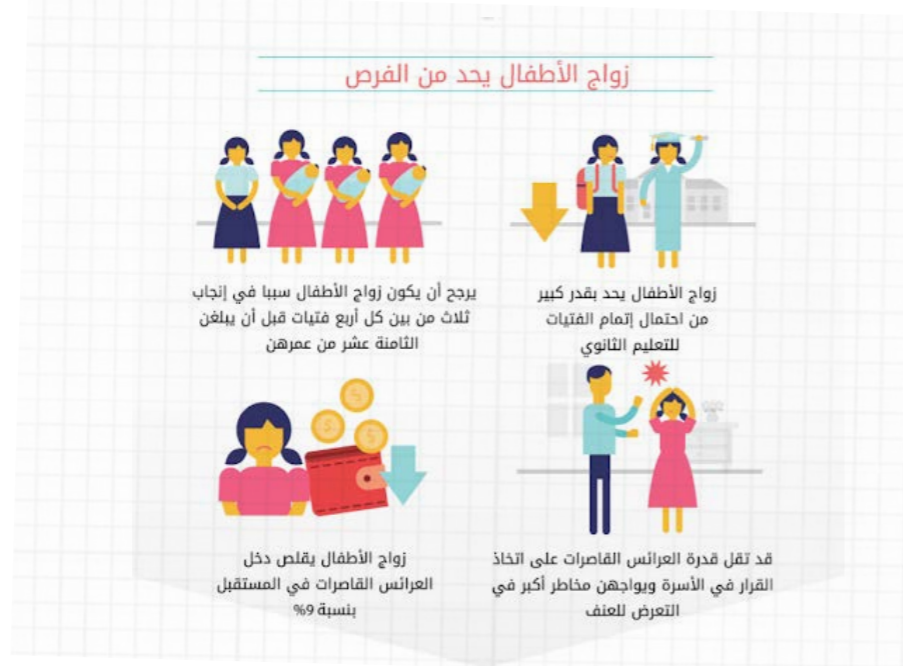 زواج الأطفال يحد من الفرص
زواج الأطفال يحد بقدر كبير
من احتمال إتمام الفتيات
للتعليم الثانوي
يرجح أن يكون زواج الأطفال سببا في إنجاب
ثلاث من بين كل أربع فتيات قبل أن يبلغن
الثامنة عشر من عمرهن
قد تقل قدرة العرائس القاصرات على اتخاذ
القرار في الأسرة ويواجهن مخاطر أكبر في
التعرض للعنف
زواج الأطفال يقلص دخل
العرائس القاصرات في المستقبل
بنسبة 9%